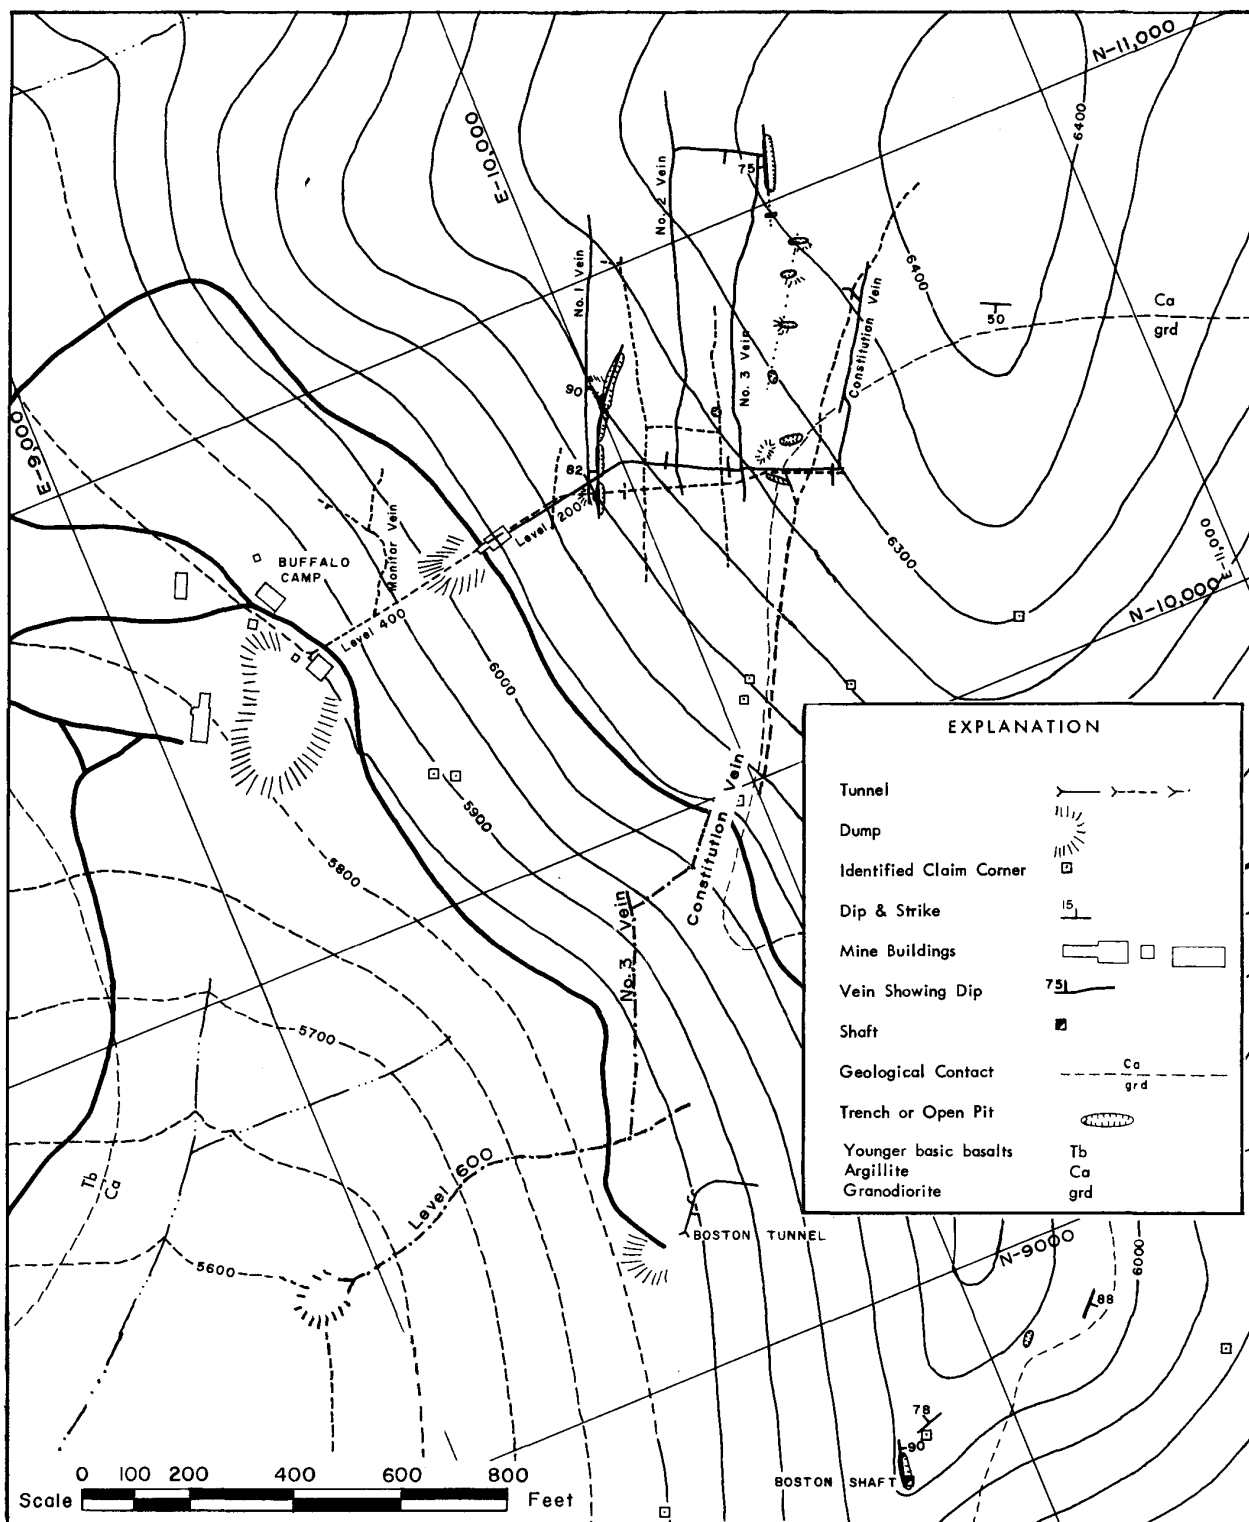 N-11,000
E-10,000
6400
No. 2 Vein
75
No. 1 Vein
6400
Constitution Vein
50
Ca
grd
No. 3 Vein
90
E-9,000
82
Level 200
6300
E-11,000
N-10,000
Monitor Vein
BUFFALO
CAMP
Level 400
6000
5900
5800
Constitution Vein
No. 3 Vein
5700
Level 600
Tb
Ca
5600
BOSTON TUNNEL
N-9000
6000
88
78
90
BOSTON SHAFT
EXPLANATION
Tunnel
Dump
Identified Claim Corner
Dip & Strike
15
Mine Buildings
Vein Showing Dip
75
Shaft
Geological Contact
Ca
grd
Trench or Open Pit
Younger basic basalts Tb
Argillite Ca
Granodiorite grd
0 100 200 400 600 800
Scale Feet